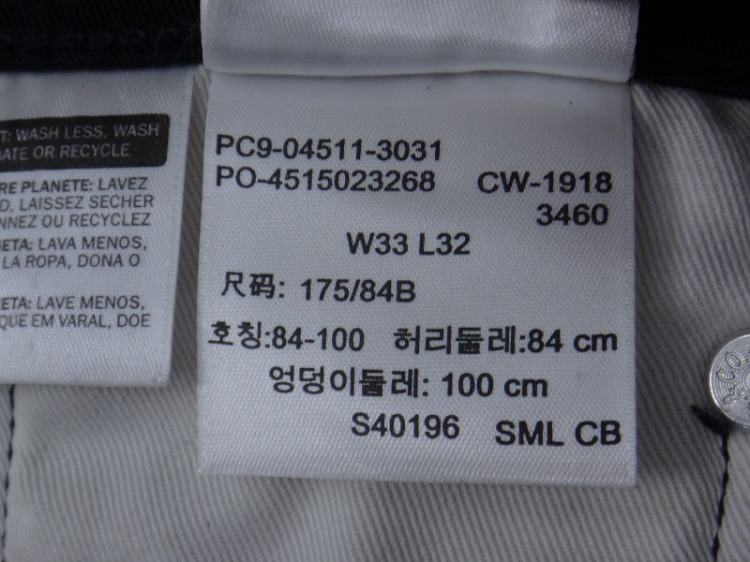 T: WASH LESS, WASH
ATE OR RECYCLE
RE PLANETE: LAVEZ
D, LAISSEZ SECHER
NNEZ OU RECYCLEZ
ETA: LAVA MENOS,
LA ROPA, DONA O
ETA: LAVE MENOS,
QUE EM VARAL, DOE
PC9-04511-3031
PO-4515023268 CW-1918
3460
W33 L32
尺码: 175/84B
호칭:84-100 허리둘레:84 cm
엉덩이둘레: 100 cm
S40196 SML CB